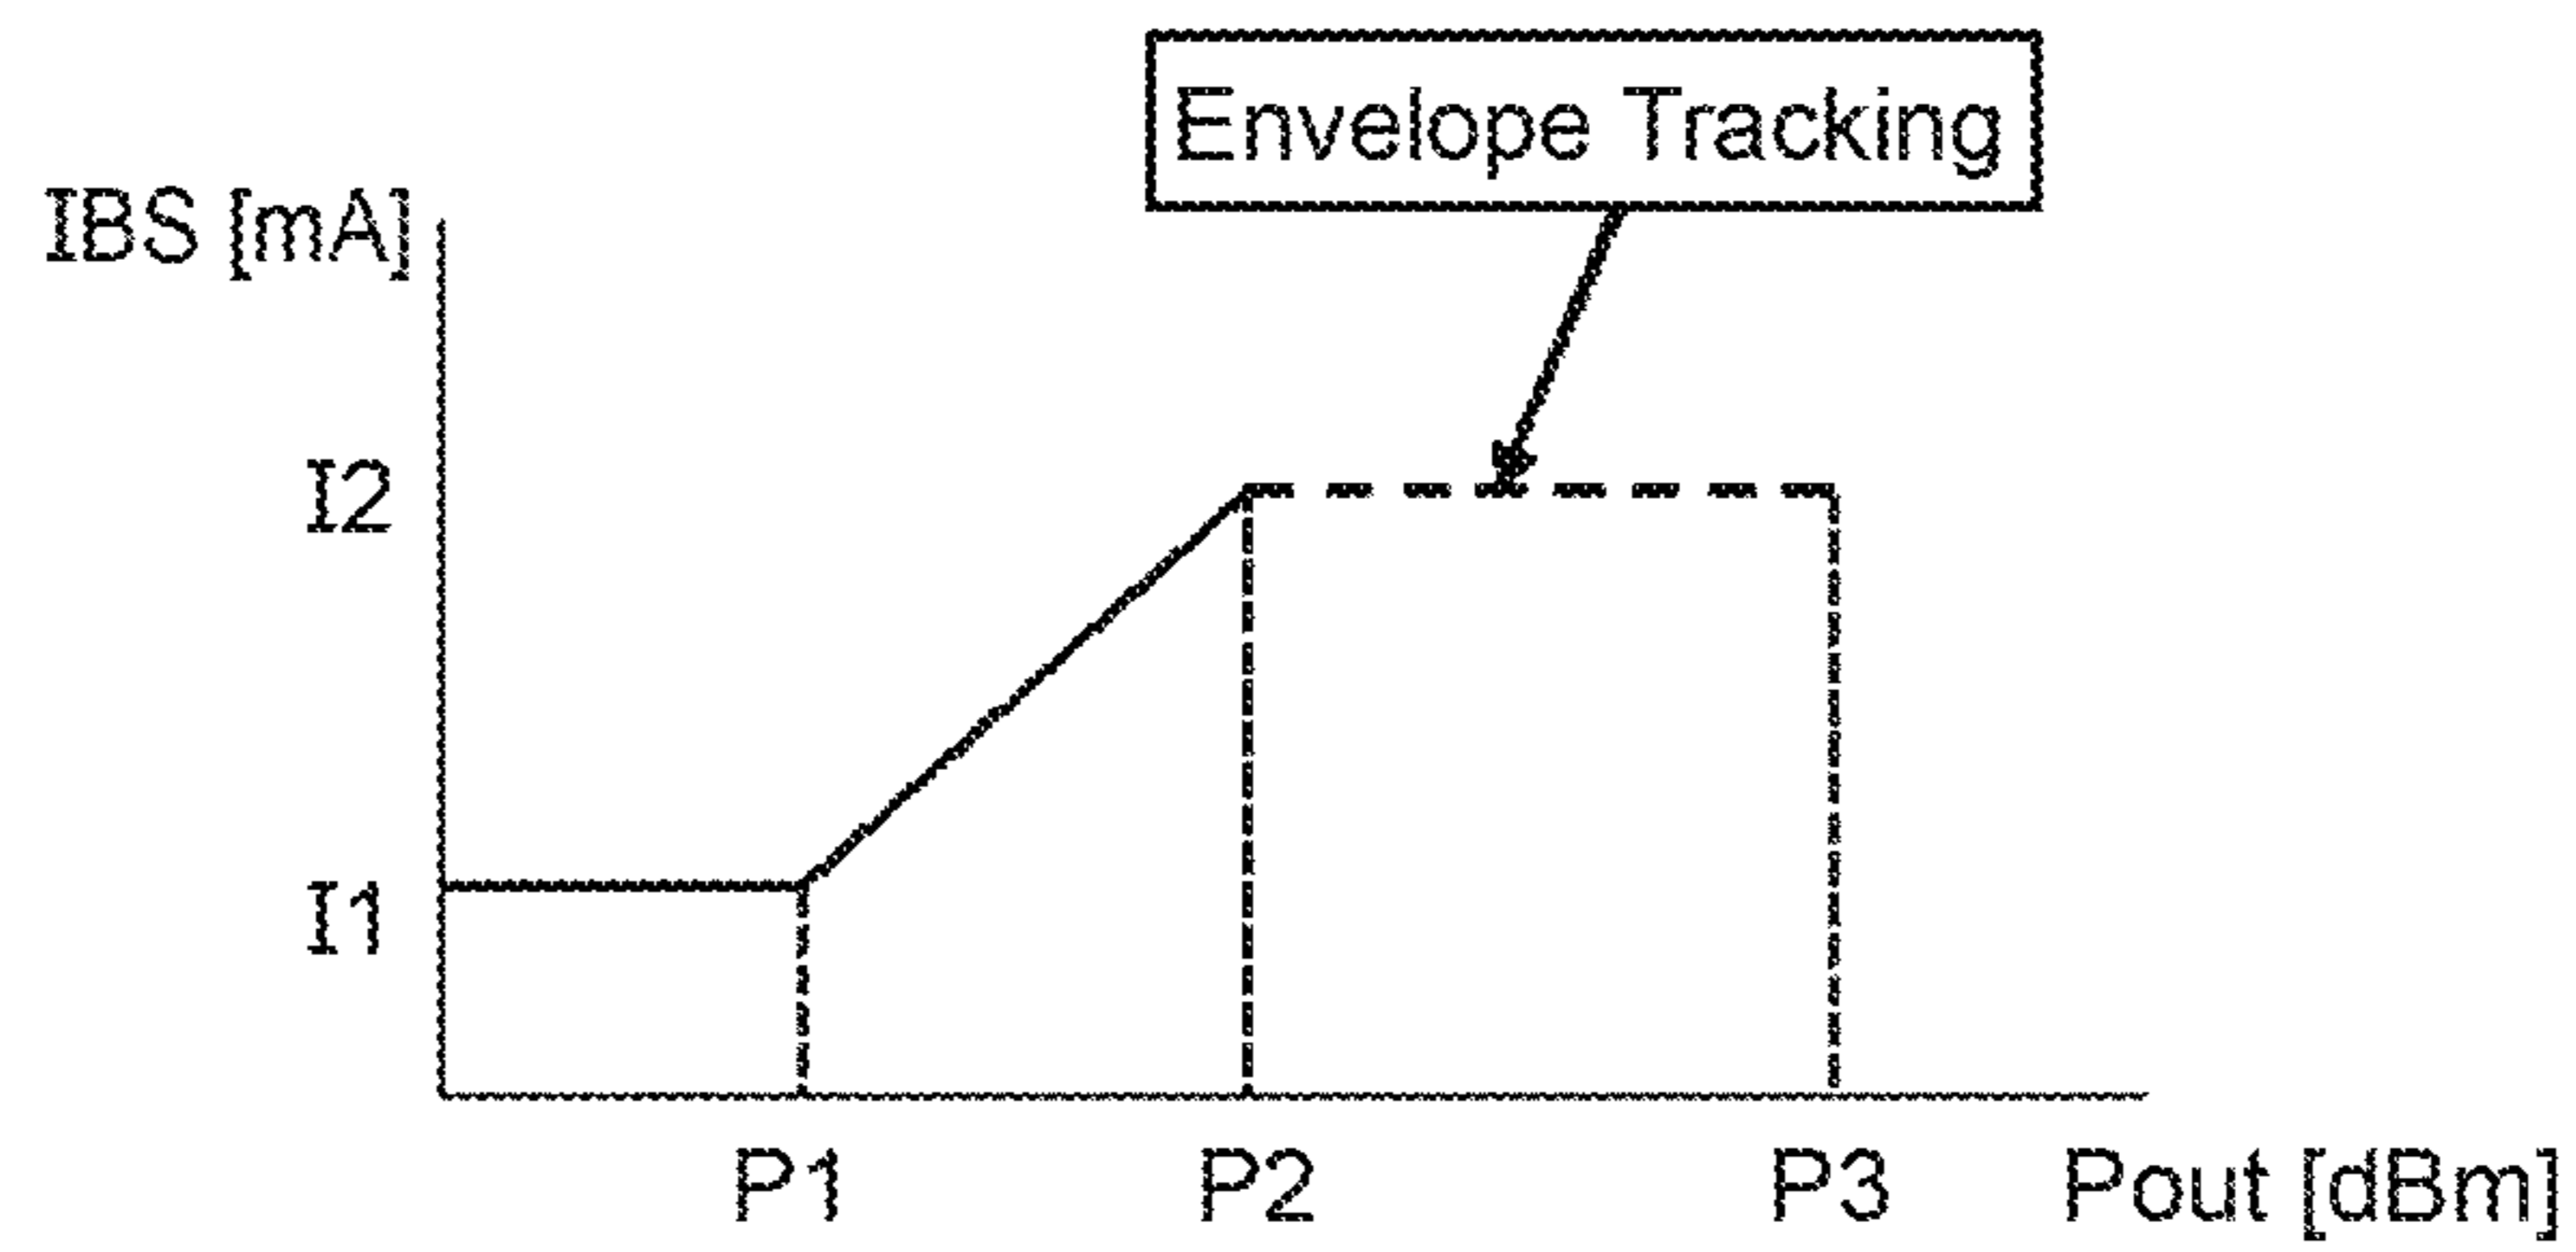 Envelope Tracking
IBS [mA]
I2
I1
P1
P2
P3
Pout [dBm]